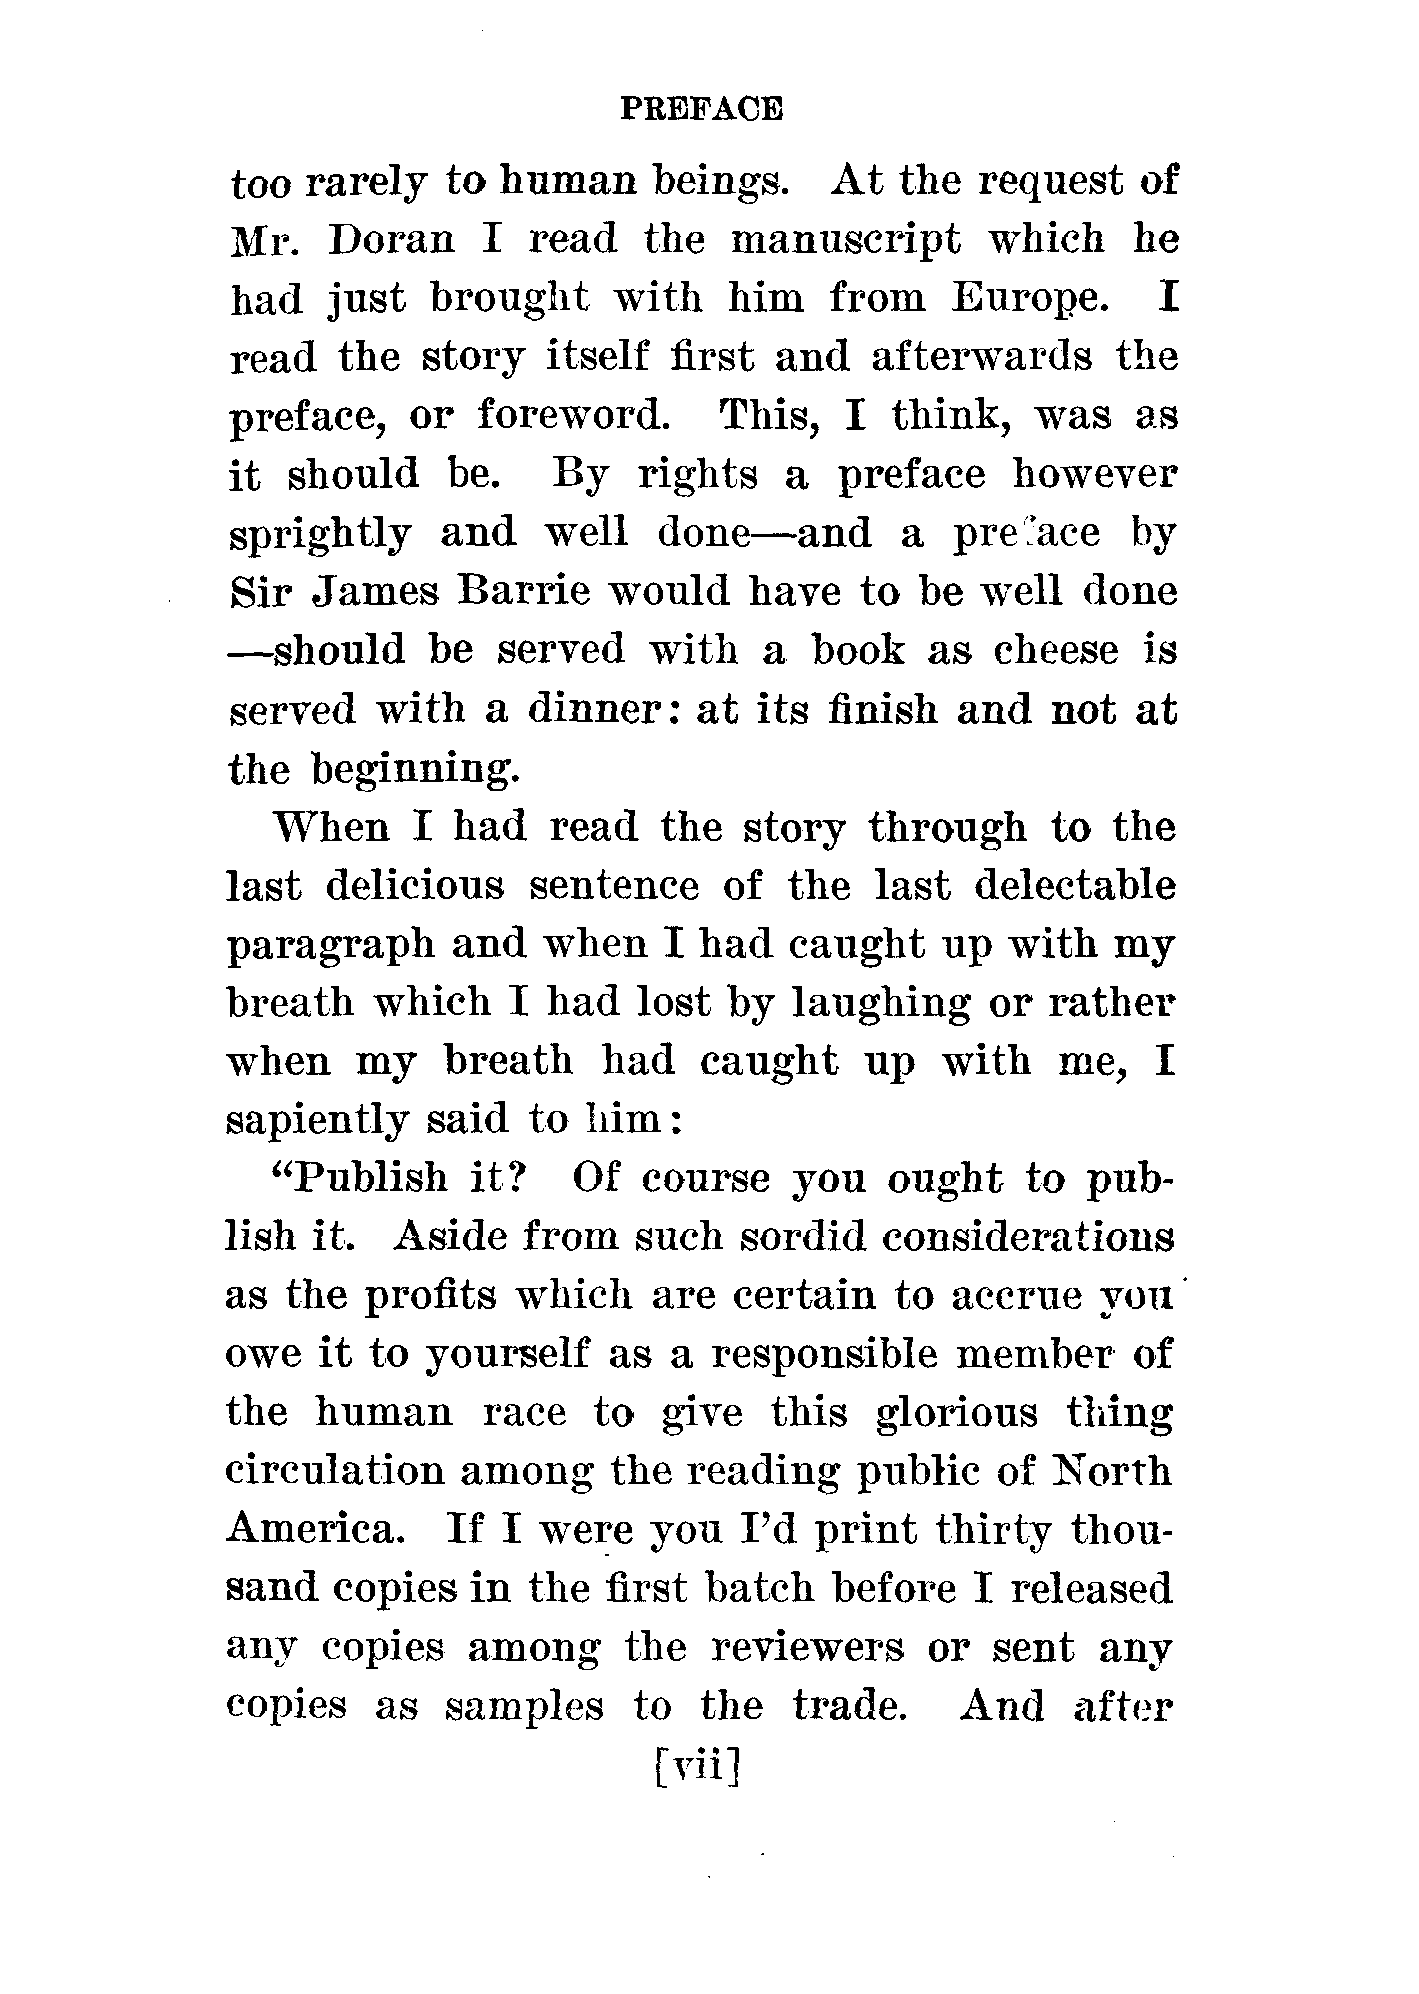 PREFACE
too rarely to human beings. At the request of
Mr. Doran I read the manuscript which he
had just brought with him from Europe. I
read the story itself first and afterwards the
preface, or foreword. This, I think, was as
it should be. By rights a preface however
sprightly and well done—and a preface by
Sir James Barrie would have to be well done
—should be served with a book as cheese is
served with a dinner: at its finish and not at
the beginning.
When I had read the story through to the
last delicious sentence of the last delectable
paragraph and when I had caught up with my
breath which I had lost by laughing or rather
when my breath had caught up with me, I
sapiently said to him:
“Publish it? Of course you ought to pub-
lish it. Aside from such sordid considerations
as the profits which are certain to accrue you
owe it to yourself as a responsible member of
the human race to give this glorious thing
circulation among the reading public of North
America. If I were you I’d print thirty thou-
sand copies in the first batch before I released
any copies among the reviewers or sent any
copies as samples to the trade. And after
[vii]